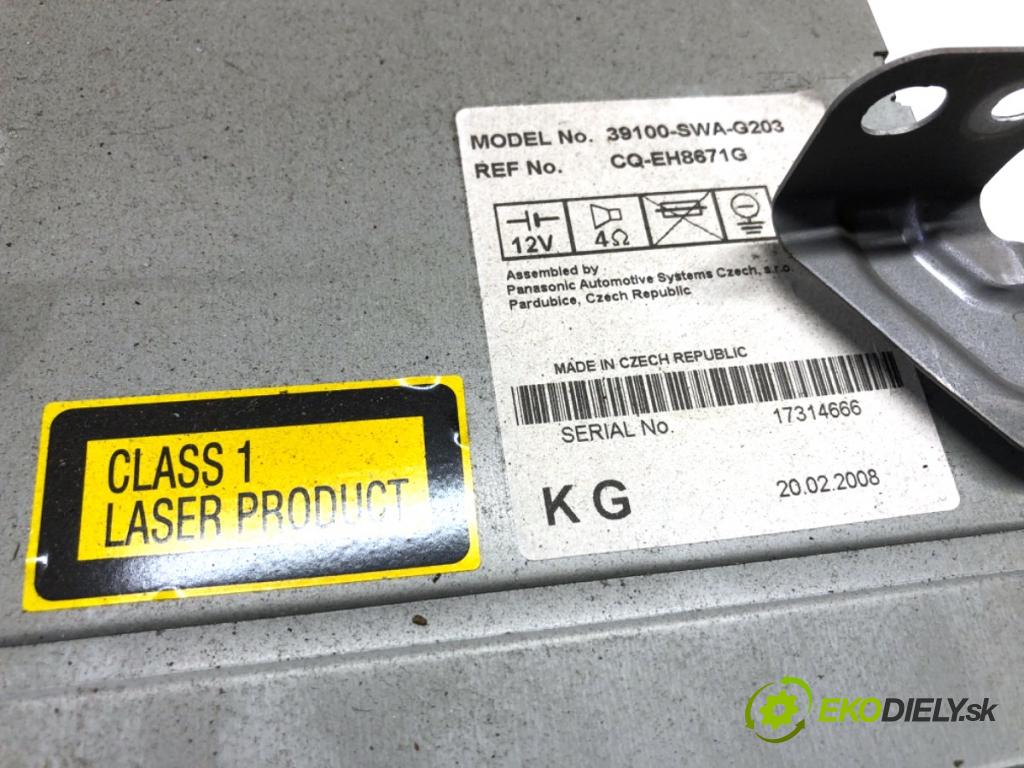 MODEL No. 39100-SWA-G203
REF No. CQ-EH8671G
12V 4Ω
Assembled by
Panasonic Automotive Systems Czech, s.r.o.
Pardubice, Czech Republic
MADE IN CZECH REPUBLIC
SERIAL No. 17314666
KG 20.02.2008
CLASS 1
LASER PRODUCT
EKODIELY.sk